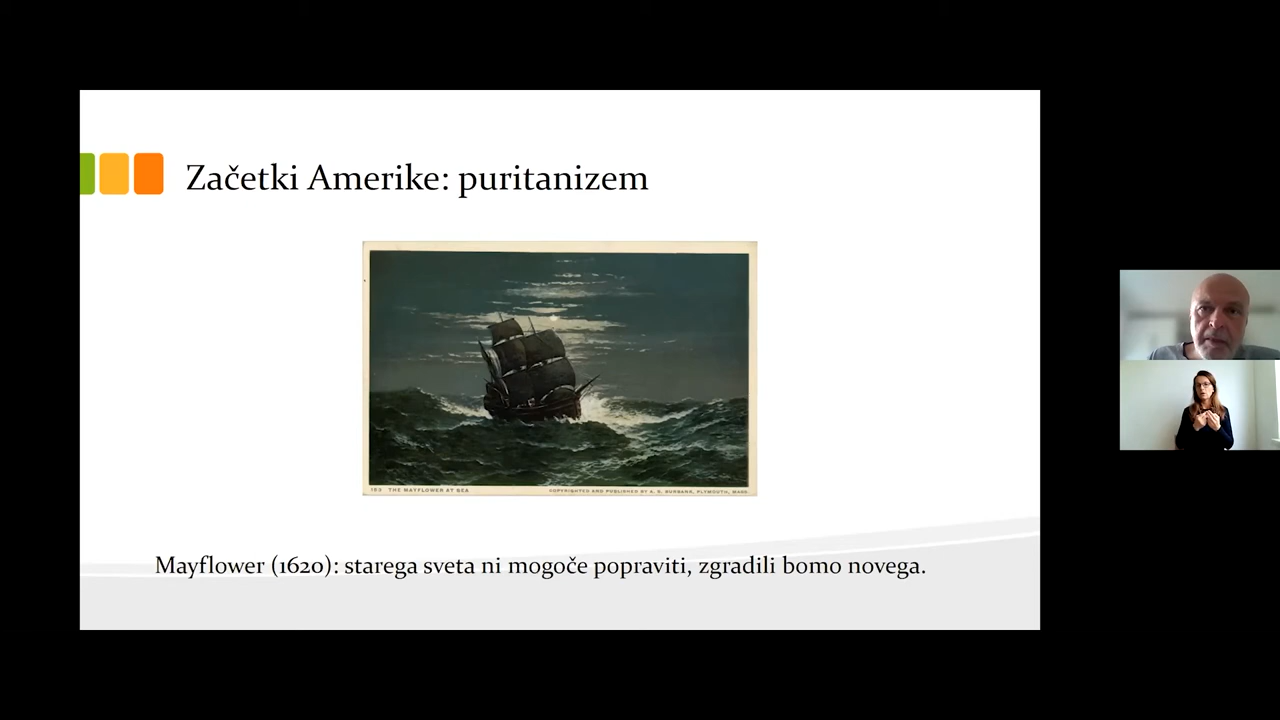 Začetki Amerike: puritanizem
163 THE MAYFLOWER AT SEA
COPYRIGHTED AND PUBLISHED BY A. S. BURBANK, PLYMOUTH, MASS.
Mayflower (1620): starega sveta ni mogoče popraviti, zgradili bomo novega.